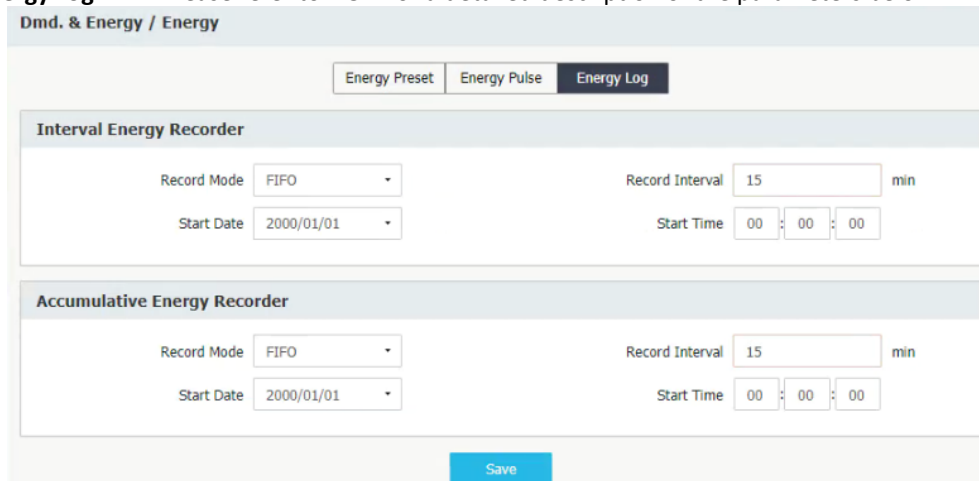 Dmd. & Energy / Energy
Energy Preset Energy Pulse Energy Log
Interval Energy Recorder
Record Mode FIFO Record Interval 15 min
Start Date 2000/01/01 Start Time 00 : 00 : 00
Accumulative Energy Recorder
Record Mode FIFO Record Interval 15 min
Start Date 2000/01/01 Start Time 00 : 00 : 00
Save